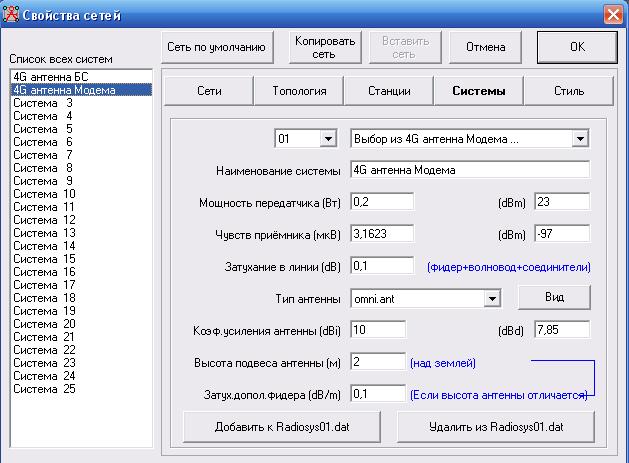 Свойства сетей
Список всех систем
Сеть по умолчанию
Копировать сеть
Вставить сеть
Отмена
OK
4G антенна БС
4G антенна Модема
Система 3
Система 4
Система 5
Система 6
Система 7
Система 8
Система 9
Система 10
Система 11
Система 12
Система 13
Система 14
Система 15
Система 16
Система 17
Система 18
Система 19
Система 20
Система 21
Система 22
Система 23
Система 24
Система 25
Сети Топология Станции Системы Стиль
01 Выбор из 4G антенна Модема ...
Наименование системы 4G антенна Модема
Мощность передатчика (Вт) 0,2 (dBm) 23
Чувств приёмника (мкВ) 3,1623 (dBm) -97
Затухание в линии (dB) 0,1 (фидер+волновод+соединители)
Тип антенны omni.ant Вид
Коэф.усиления антенны (dBi) 10 (dBd) 7,85
Высота подвеса антенны (м) 2 (над землей)
Затух.допол.фидера (dB/m) 0,1 (Если высота антенны отличается)
Добавить к Radiosys01.dat Удалить из Radiosys01.dat